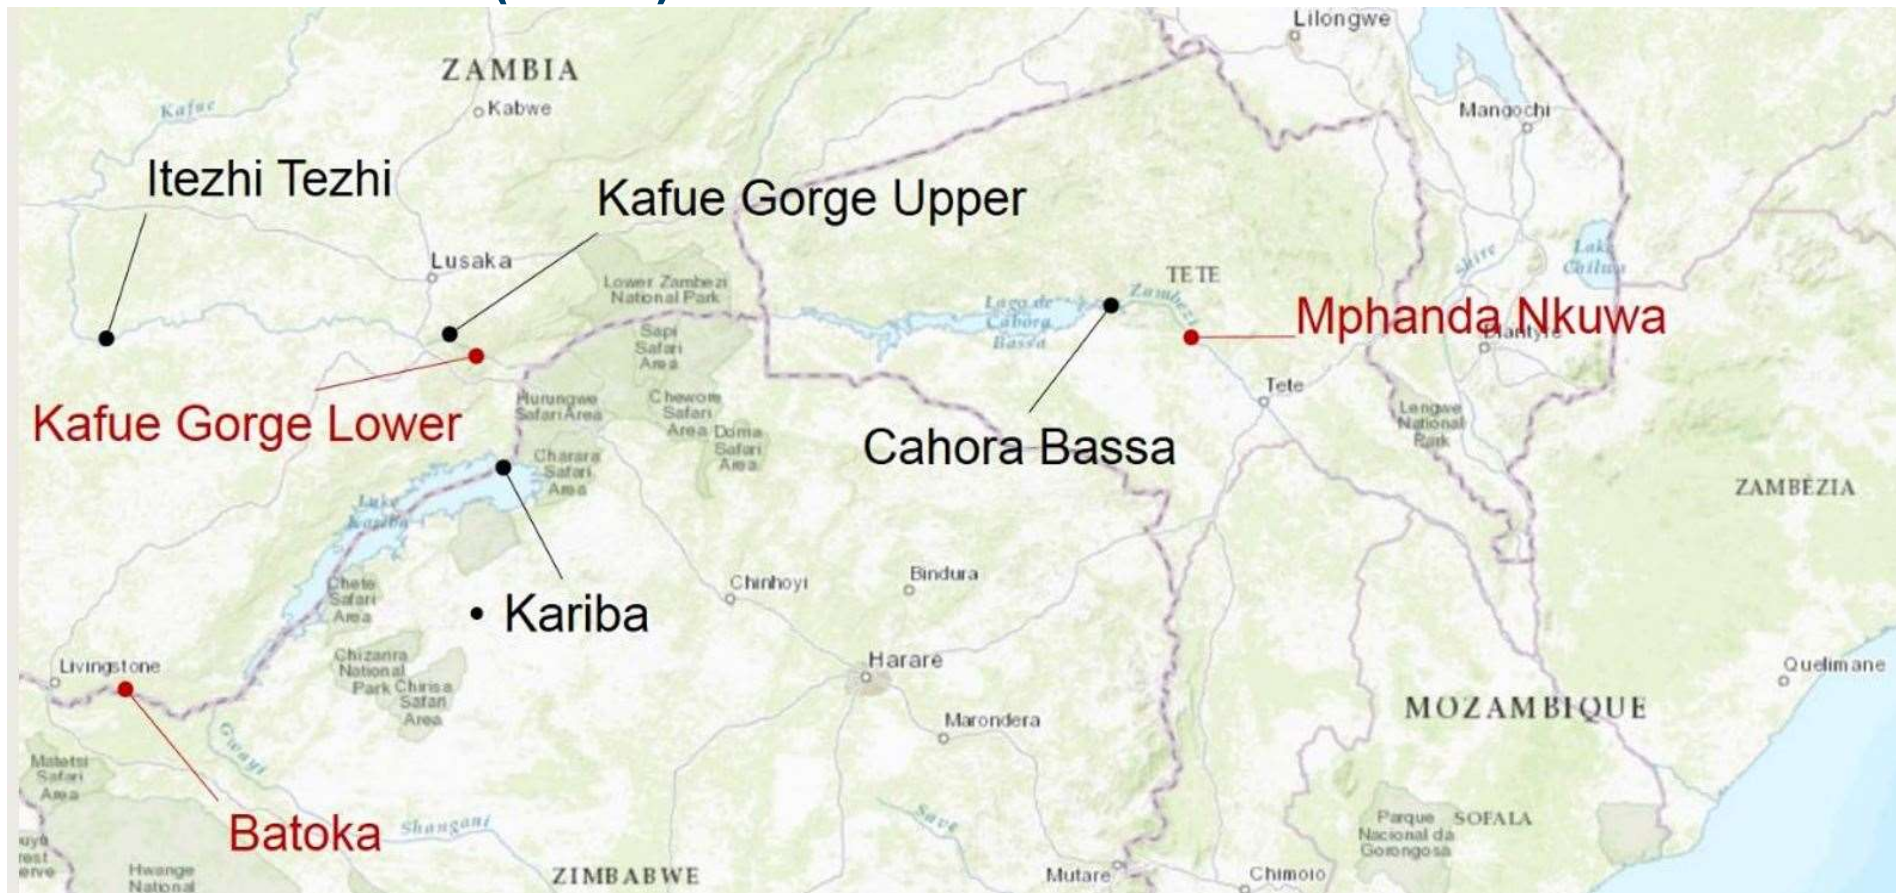 Lilongwe
ZAMBIA
Kafue
Kabwe
Mangochi
Itezhi Tezhi
Kafue Gorge Upper
Lusaka
Shire
Lake
Chilwa
Lower Zambezi
National Park
TETE
Zambezi
Lago de
Cahora
Bassa
Mphanda Nkuwa
Blantyre
Sapi
Safari
Area
Kafue Gorge Lower
Hurungwe
Safari Area
Chewore
Safari
Area
Doma
Safari
Area
Tete
Lengwe
National
Park
Cahora Bassa
Charara
Safari
Area
Lake
Kariba
ZAMBÉZIA
Chete
Safari
Area
Chinhoyi
Bindura
• Kariba
Livingstone
Chizarira
National
Park
Chirisa
Safari
Area
Harare
Quelimane
Gwayi
Marondera
MOZAMBIQUE
Matetsi
Safari
Area
Batoka
Shangani
Save
Parque
Nacional da
Gorongosa
SOFALA
Hwange
National
ZIMBABWE
Mutare
Chimoio